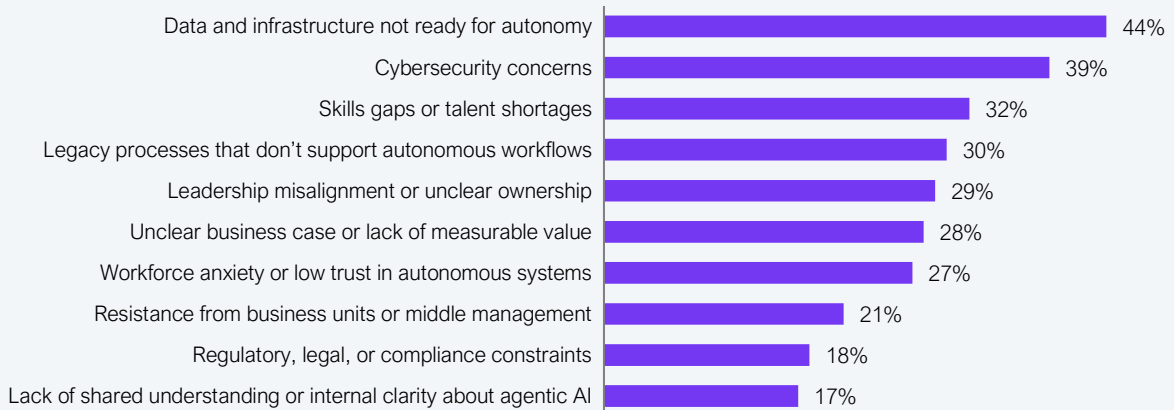 Data and infrastructure not ready for autonomy 44%
Cybersecurity concerns 39%
Skills gaps or talent shortages 32%
Legacy processes that don’t support autonomous workflows 30%
Leadership misalignment or unclear ownership 29%
Unclear business case or lack of measurable value 28%
Workforce anxiety or low trust in autonomous systems 27%
Resistance from business units or middle management 21%
Regulatory, legal, or compliance constraints 18%
Lack of shared understanding or internal clarity about agentic AI 17%